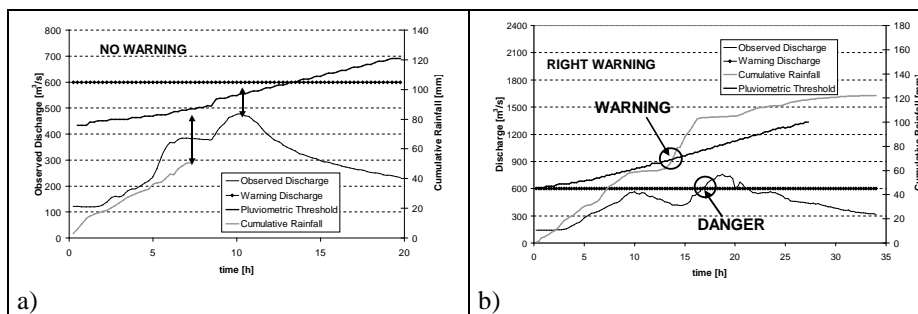 NO WARNING
Observed Discharge [m³/s]
800
700
600
500
400
300
200
100
0
Cumulative Rainfall [mm]
140
120
100
80
60
40
20
0
Observed Discharge
Warning Discharge
Pluviometric Threshold
Cumulative Rainfall
0 5 10 15 20
time [h]
a)
RIGHT WARNING
WARNING
DANGER
Discharge [m³/s]
2400
2100
1800
1500
1200
900
600
300
0
Cumulative Rainfall [mm]
180
160
140
120
100
80
60
40
20
0
Observed Discharge
Warning Discharge
Cumulative Rainfall
Pluviometric Threshold
0 5 10 15 20 25 30 35
time [h]
b)